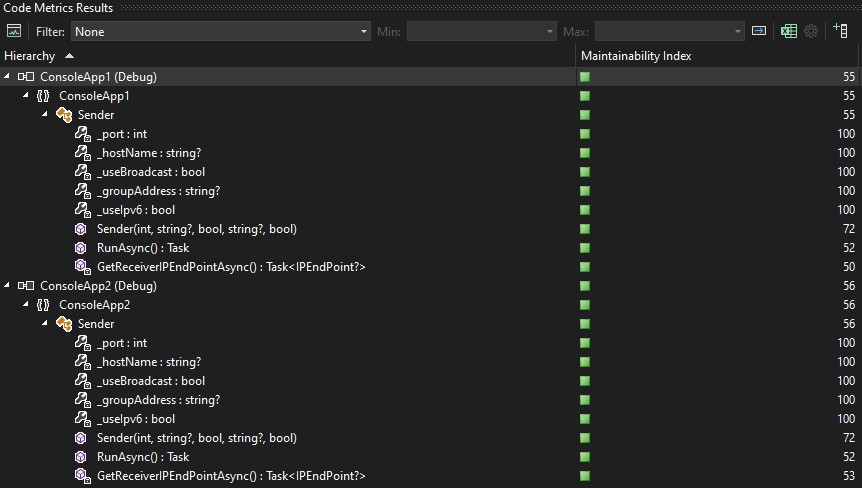 Code Metrics Results
Filter: None Min: Max:
Hierarchy Maintainability Index
ConsoleApp1 (Debug) 55
ConsoleApp1 55
Sender 55
_port : int 100
_hostName : string? 100
_useBroadcast : bool 100
_groupAddress : string? 100
_useIpv6 : bool 100
Sender(int, string?, bool, string?, bool) 72
RunAsync() : Task 52
GetReceiverIPEndPointAsync() : Task<IPEndPoint?> 50
ConsoleApp2 (Debug) 56
ConsoleApp2 56
Sender 56
_port : int 100
_hostName : string? 100
_useBroadcast : bool 100
_groupAddress : string? 100
_useIpv6 : bool 100
Sender(int, string?, bool, string?, bool) 72
RunAsync() : Task 52
GetReceiverIPEndPointAsync() : Task<IPEndPoint?> 53